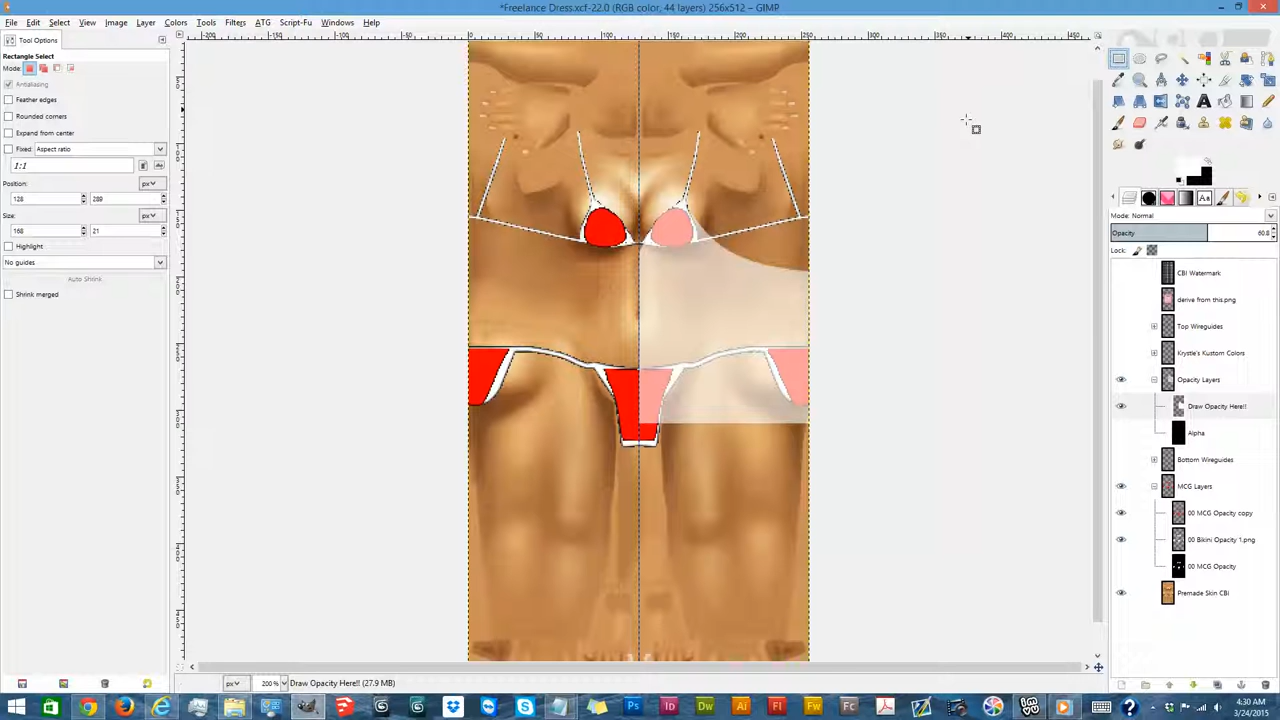 *Freelance Dress.xcf-22.0 (RGB color, 44 layers) 256x512 – GIMP
File Edit Select View Image Layer Colors Tools Filters ATG Script-Fu Windows Help
Tool Options
Rectangle Select
Mode:
Antialiasing
Feather edges
Rounded corners
Expand from center
Fixed: Aspect ratio
1:1
Position: px
128 289
Size: px
168 21
Highlight
No guides
Auto Shrink
Shrink merged
Mode: Normal
Opacity 60.8
Lock:
CBI Watermark
derive from this.png
Top Wireguides
Krystle's Kustom Colors
Opacity Layers
Draw Opacity Here!!
Alpha
Bottom Wireguides
MCG Layers
00 MCG Opacity copy
00 Bikini Opacity 1.png
00 MCG Opacity
Premade Skin CBI
px 200% Draw Opacity Here!! (27.9 MB)
4:30 AM
3/24/2015